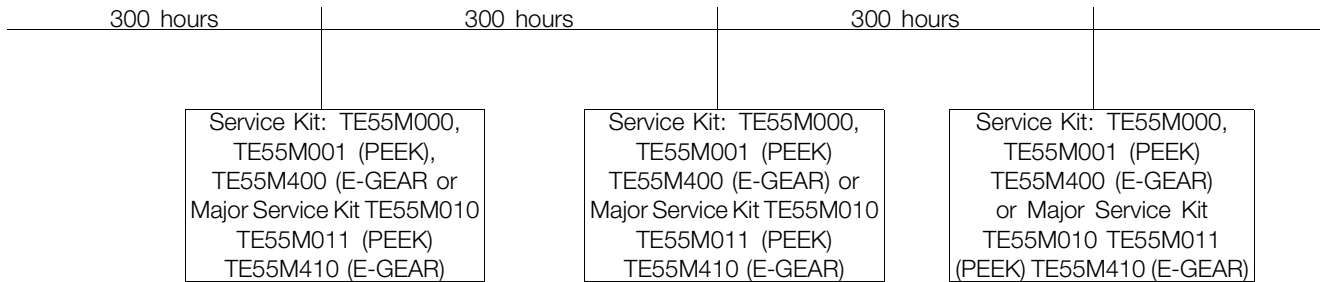 300 hours
300 hours
300 hours
Service Kit: TE55M000,
TE55M001 (PEEK),
TE55M400 (E-GEAR or
Major Service Kit TE55M010
TE55M011 (PEEK)
TE55M410 (E-GEAR)
Service Kit: TE55M000,
TE55M001 (PEEK)
TE55M400 (E-GEAR) or
Major Service Kit TE55M010
TE55M011 (PEEK)
TE55M410 (E-GEAR)
Service Kit: TE55M000,
TE55M001 (PEEK)
TE55M400 (E-GEAR)
or Major Service Kit
TE55M010 TE55M011
(PEEK) TE55M410 (E-GEAR)